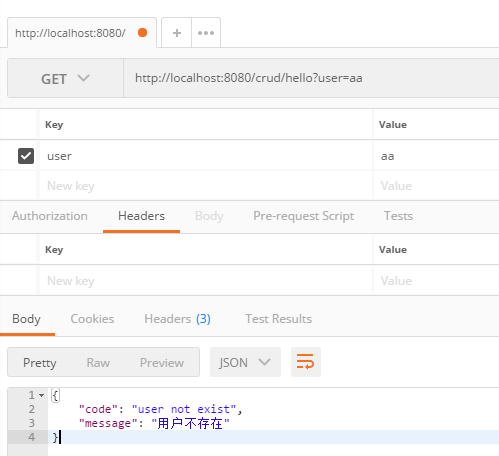 http://localhost:8080/
GET http://localhost:8080/crud/hello?user=aa
Key Value
user aa
New key Value
Authorization Headers Body Pre-request Script Tests
Key Value
New key Value
Body Cookies Headers (3) Test Results
Pretty Raw Preview JSON
1 {
2 "code": "user not exist",
3 "message": "用户不存在"
4 }